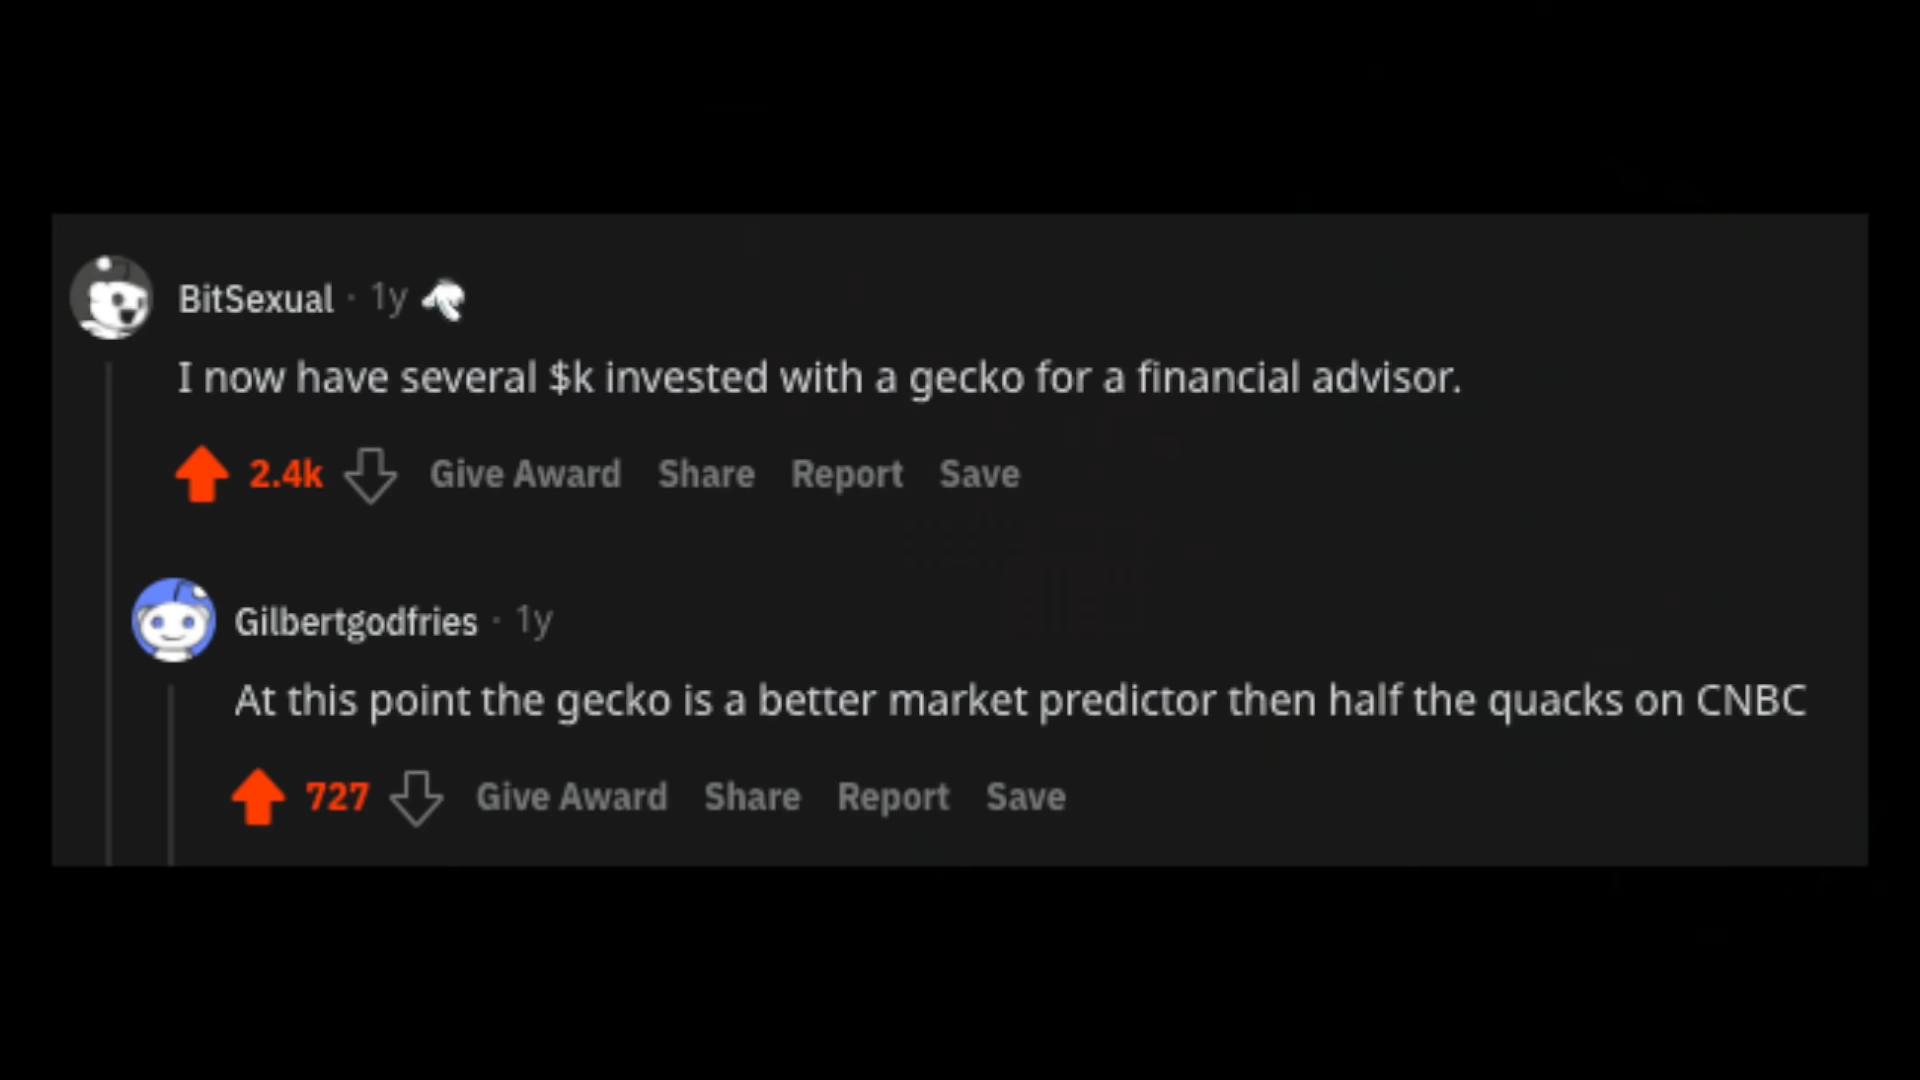 BitSexual · 1y
I now have several $k invested with a gecko for a financial advisor.
2.4k Give Award Share Report Save
Gilbertgodfries · 1y
At this point the gecko is a better market predictor then half the quacks on CNBC
727 Give Award Share Report Save